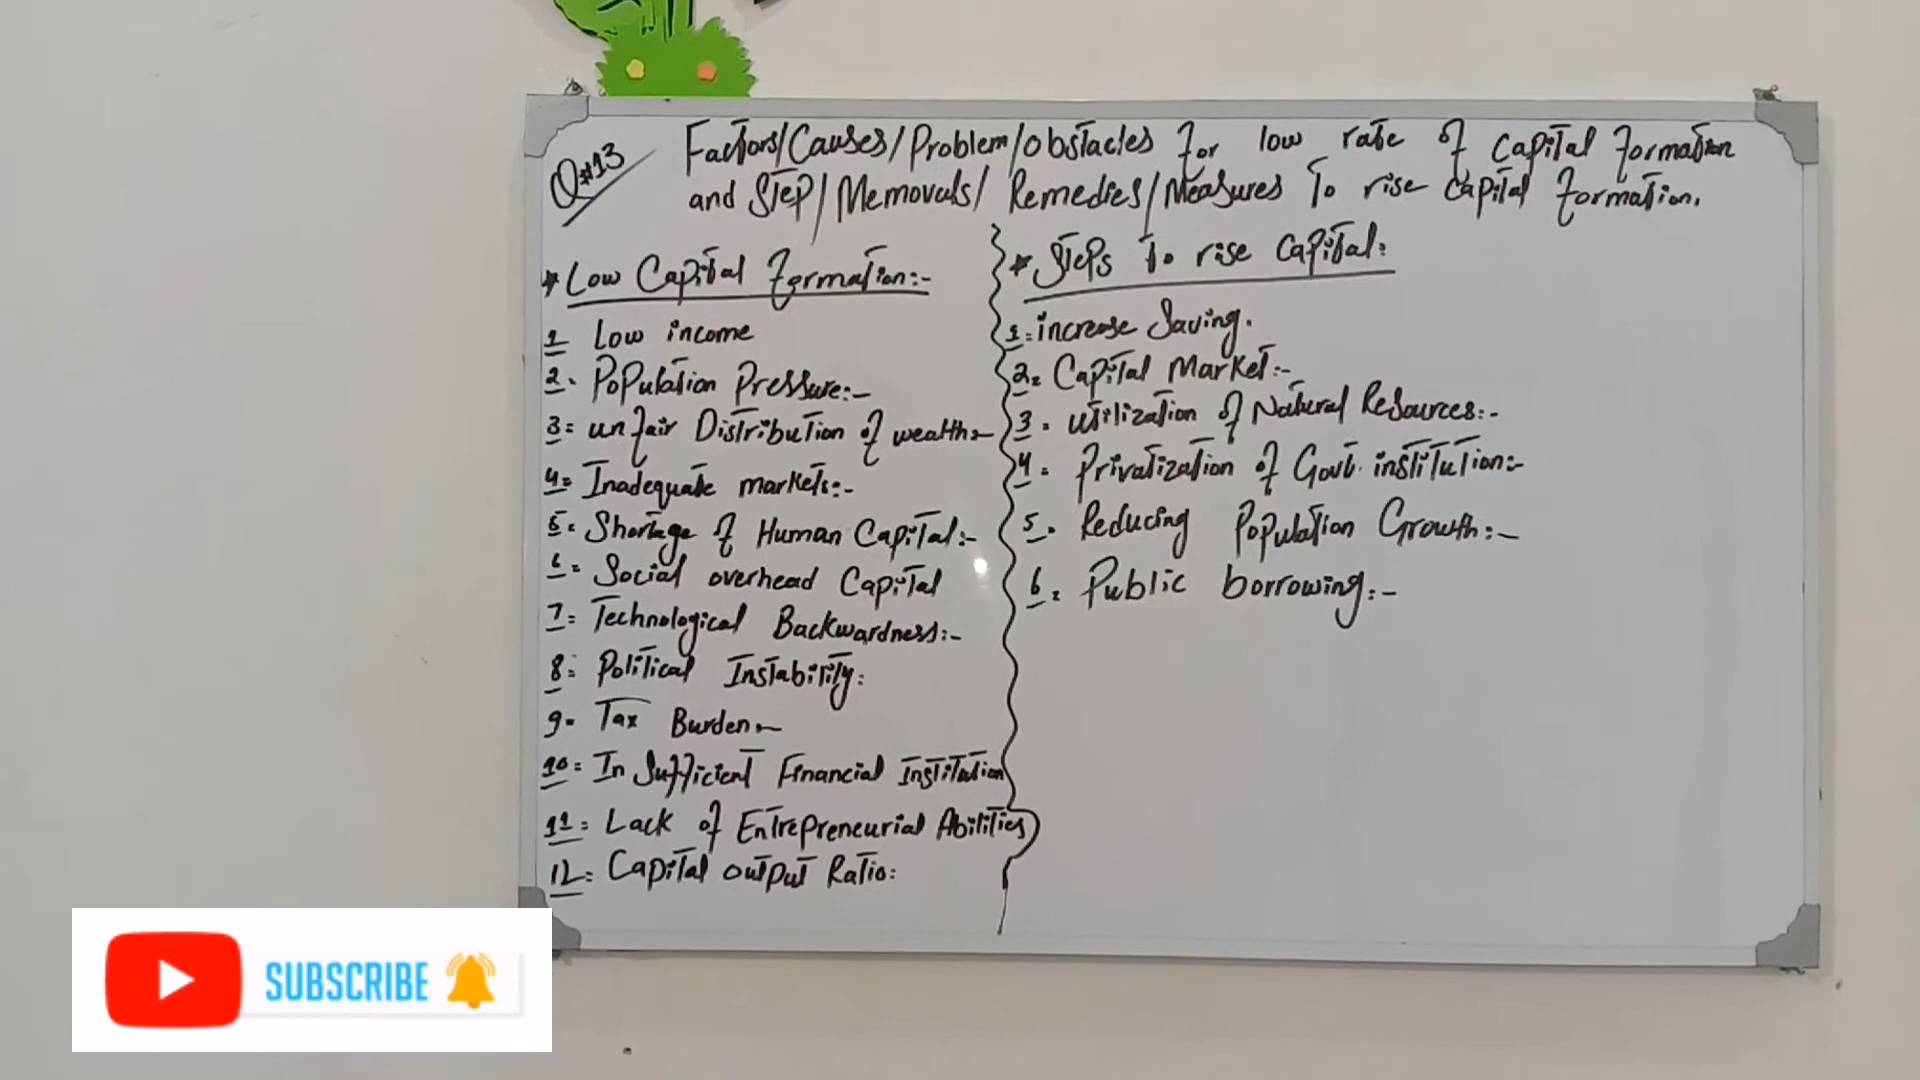 Q#13
Factors/Causes/Problem/obstacles for low rate of capital formation
and Step/Memovals/ Remedies/Measures To rise capital formation.
* Low Capital Formation:-
1 Low income
2. Population Pressure:-
3= unfair Distribution of wealth:-
4= Inadequate markets:-
5= Shortage of Human Capital:-
6= Social overhead Capital
7= Technological Backwardness:-
8= Political Instability:
9= Tax Burden:-
10= In Sufficient Financial Institution
11= Lack of Entrepreneurial Abilities
12= Capital output Ratio:
* Steps To rise Capital:
1= increase Saving.
2= Capital Market:-
3= utilization of Natural Resources:-
4= Privatization of Govt. institution:-
5. Reducing Population Growth:-
6= Public borrowing:-
SUBSCRIBE